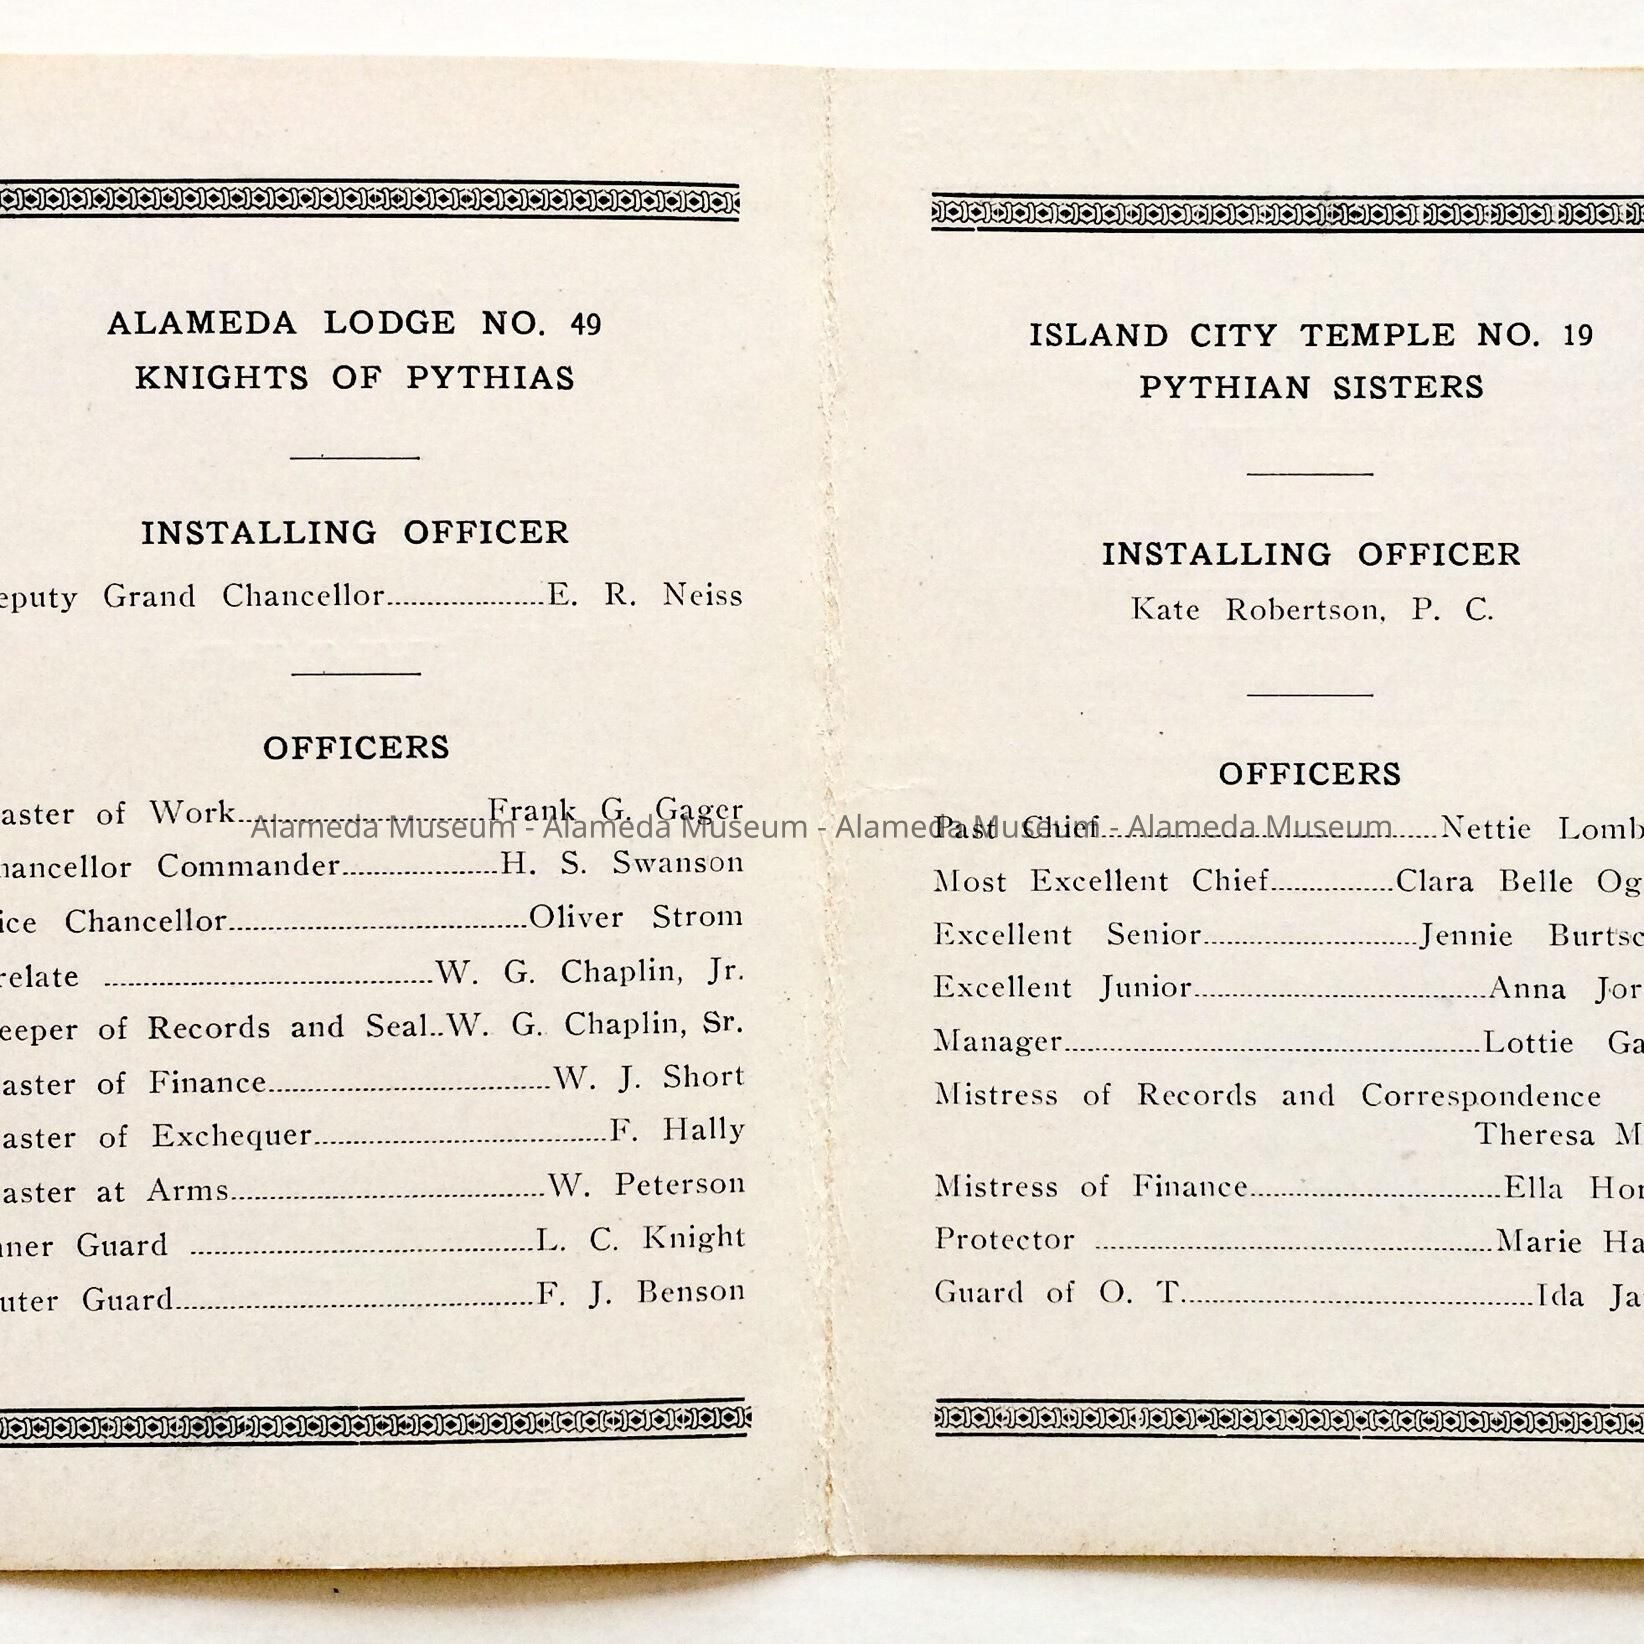 ALAMEDA LODGE NO. 49
KNIGHTS OF PYTHIAS
INSTALLING OFFICER
eputy Grand Chancellor....................E. R. Neiss
OFFICERS
aster of Work................................Frank G. Gager
hancellor Commander....................H. S. Swanson
ice Chancellor......................................Oliver Strom
relate ..........................................W. G. Chaplin, Jr.
eeper of Records and Seal..W. G. Chaplin, Sr.
aster of Finance....................................W. J. Short
aster of Exchequer.....................................F. Hally
aster at Arms........................................W. Peterson
nner Guard ............................................L. C. Knight
uter Guard..............................................F. J. Benson
ISLAND CITY TEMPLE NO. 19
PYTHIAN SISTERS
INSTALLING OFFICER
Kate Robertson, P. C.
OFFICERS
Past Chief...........................................Nettie Lomb
Most Excellent Chief................Clara Belle Og
Excellent Senior...........................Jennie Burtsc
Excellent Junior.....................................Anna Jor
Manager.....................................................Lottie Ga
Mistress of Records and Correspondence
Theresa M
Mistress of Finance................................Ella Hor
Protector ..................................................Marie Ha
Guard of O. T.............................................Ida Ja
Alameda Museum - Alameda Museum - Alameda Museum - Alameda Museum